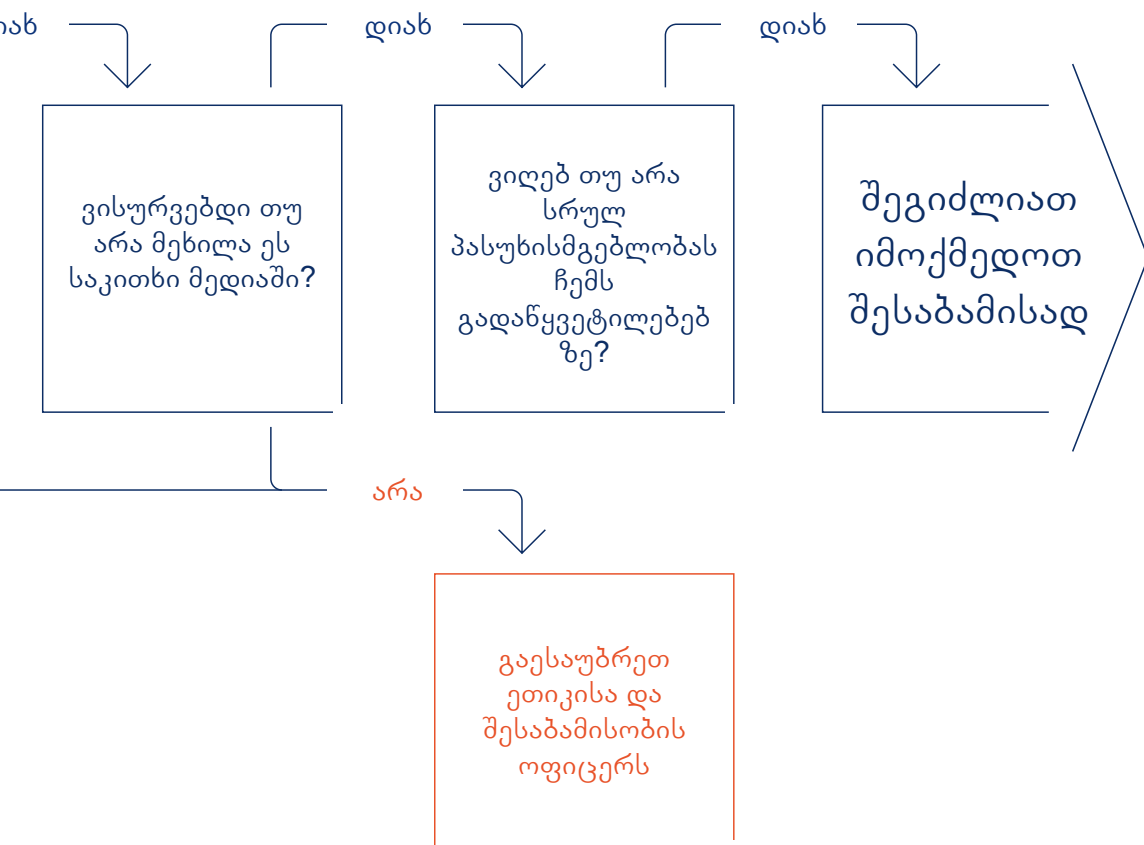 დიახ
დიახ
ვისურვებდი თუ
არა მეხილა ეს
საკითხი მედიაში?
ვიღებ თუ არა
სრულ
პასუხისმგებლობას
ჩემს
გადაწყვეტილებებ
ზე?
შეგიძლიათ
იმოქმედოთ
შესაბამისად
არა
გაესაუბრეთ
ეთიკისა და
შესაბამისობის
ოფიცერს